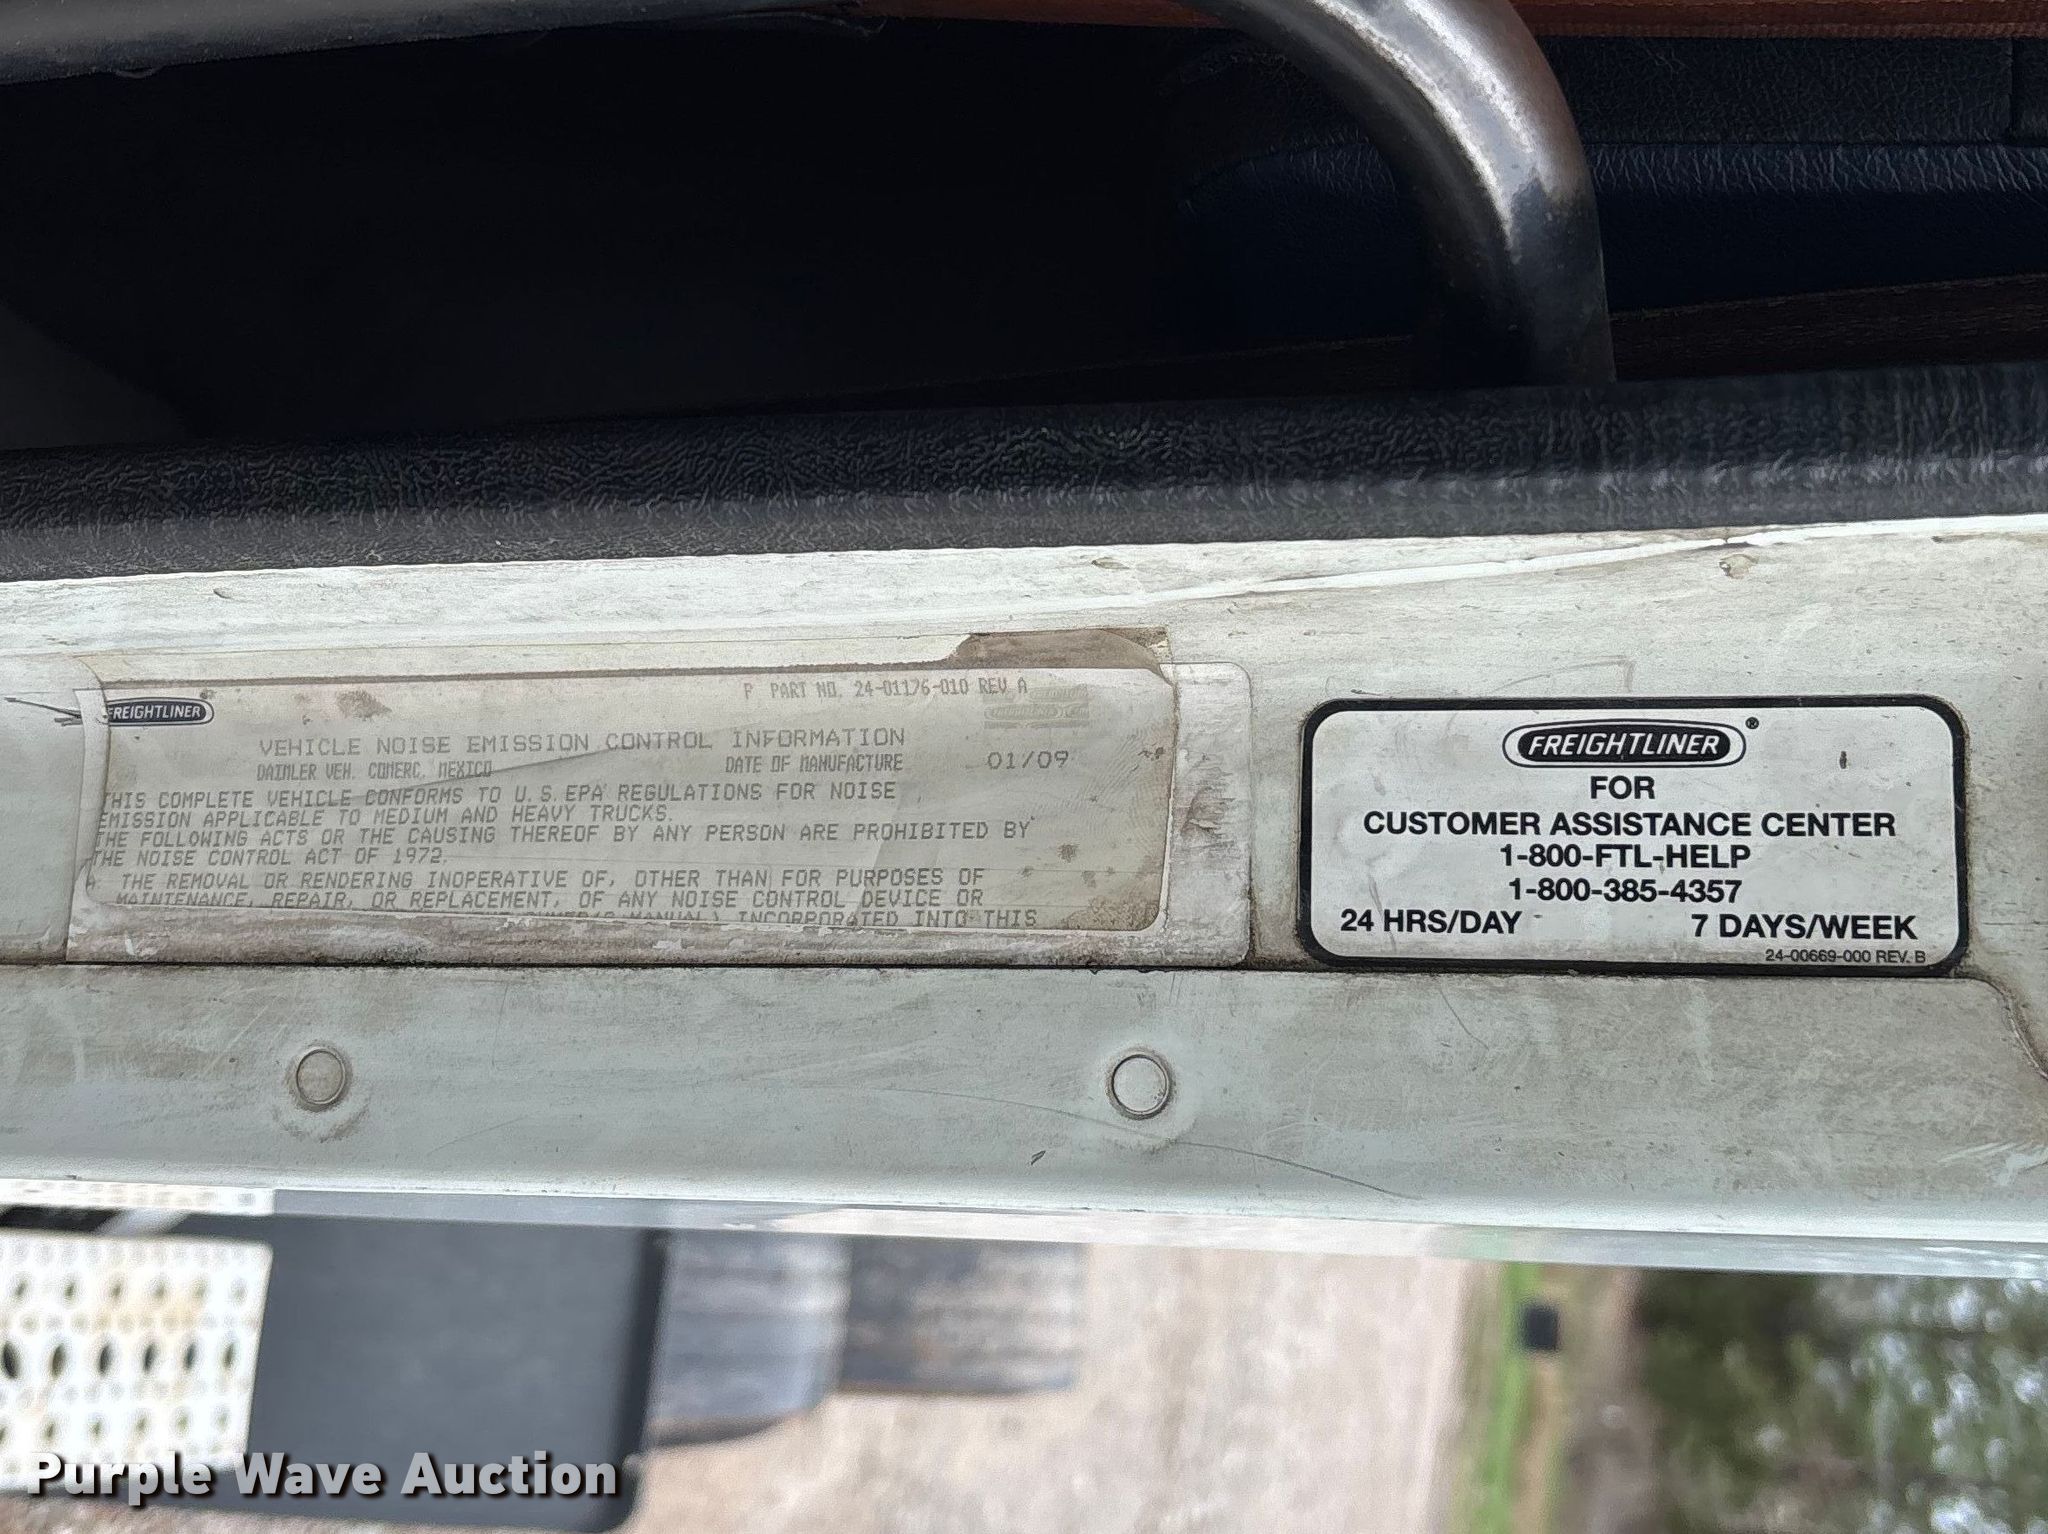 P PART NO. 24-01176-010 REV A
FREIGHTLINER®
VEHICLE NOISE EMISSION CONTROL INFORMATION
DAIMLER VEH. COMERC. MEXICO DATE OF MANUFACTURE 01/09
THIS COMPLETE VEHICLE CONFORMS TO U.S.EPA REGULATIONS FOR NOISE
EMISSION APPLICABLE TO MEDIUM AND HEAVY TRUCKS.
THE FOLLOWING ACTS OR THE CAUSING THEREOF BY ANY PERSON ARE PROHIBITED BY
THE NOISE CONTROL ACT OF 1972.
A. THE REMOVAL OR RENDERING INOPERATIVE OF, OTHER THAN FOR PURPOSES OF
MAINTENANCE, REPAIR, OR REPLACEMENT, OF ANY NOISE CONTROL DEVICE OR
MANUAL) INCORPORATED INTO THIS
FREIGHTLINER®
FOR
CUSTOMER ASSISTANCE CENTER
1-800-FTL-HELP
1-800-385-4357
24 HRS/DAY 7 DAYS/WEEK
24-00669-000 REV. B
Purple Wave Auction